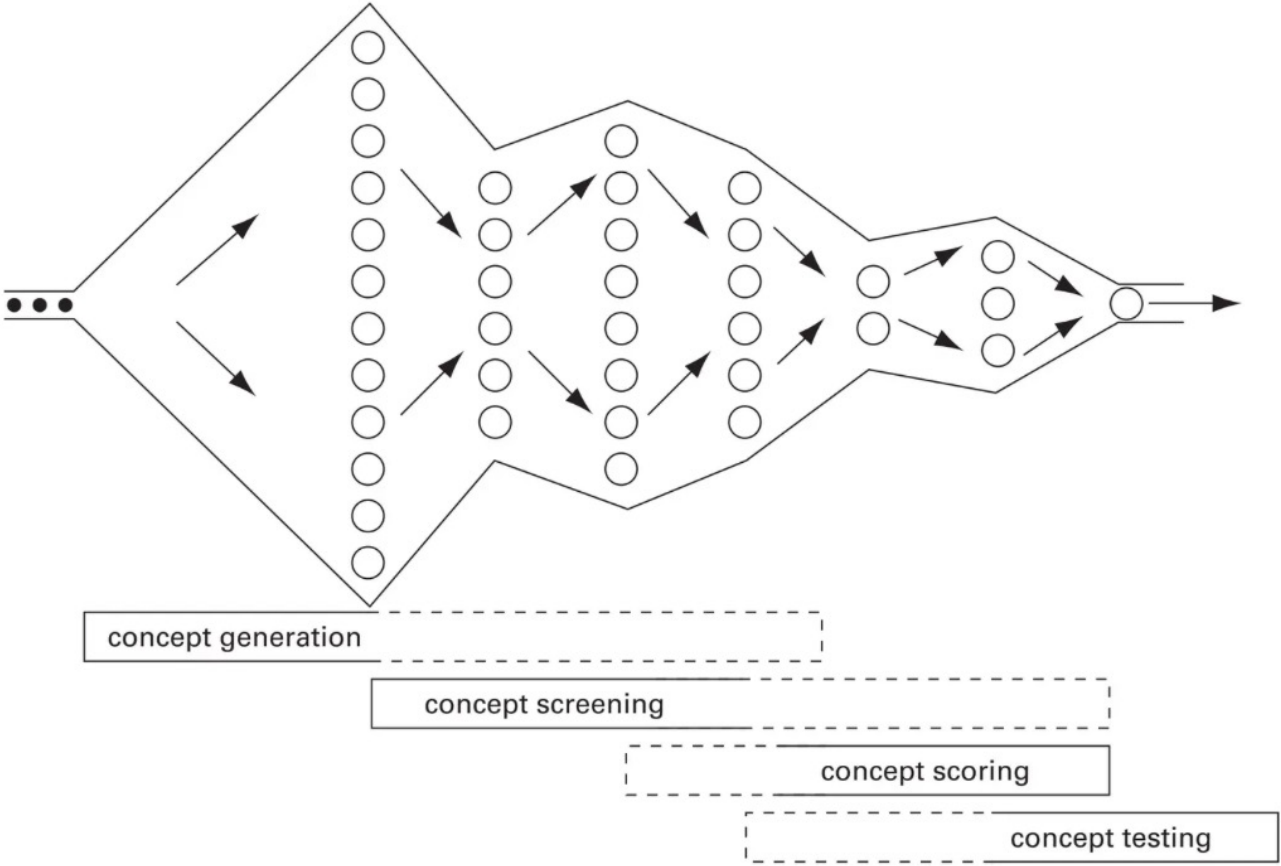 concept generation
concept screening
concept scoring
concept testing